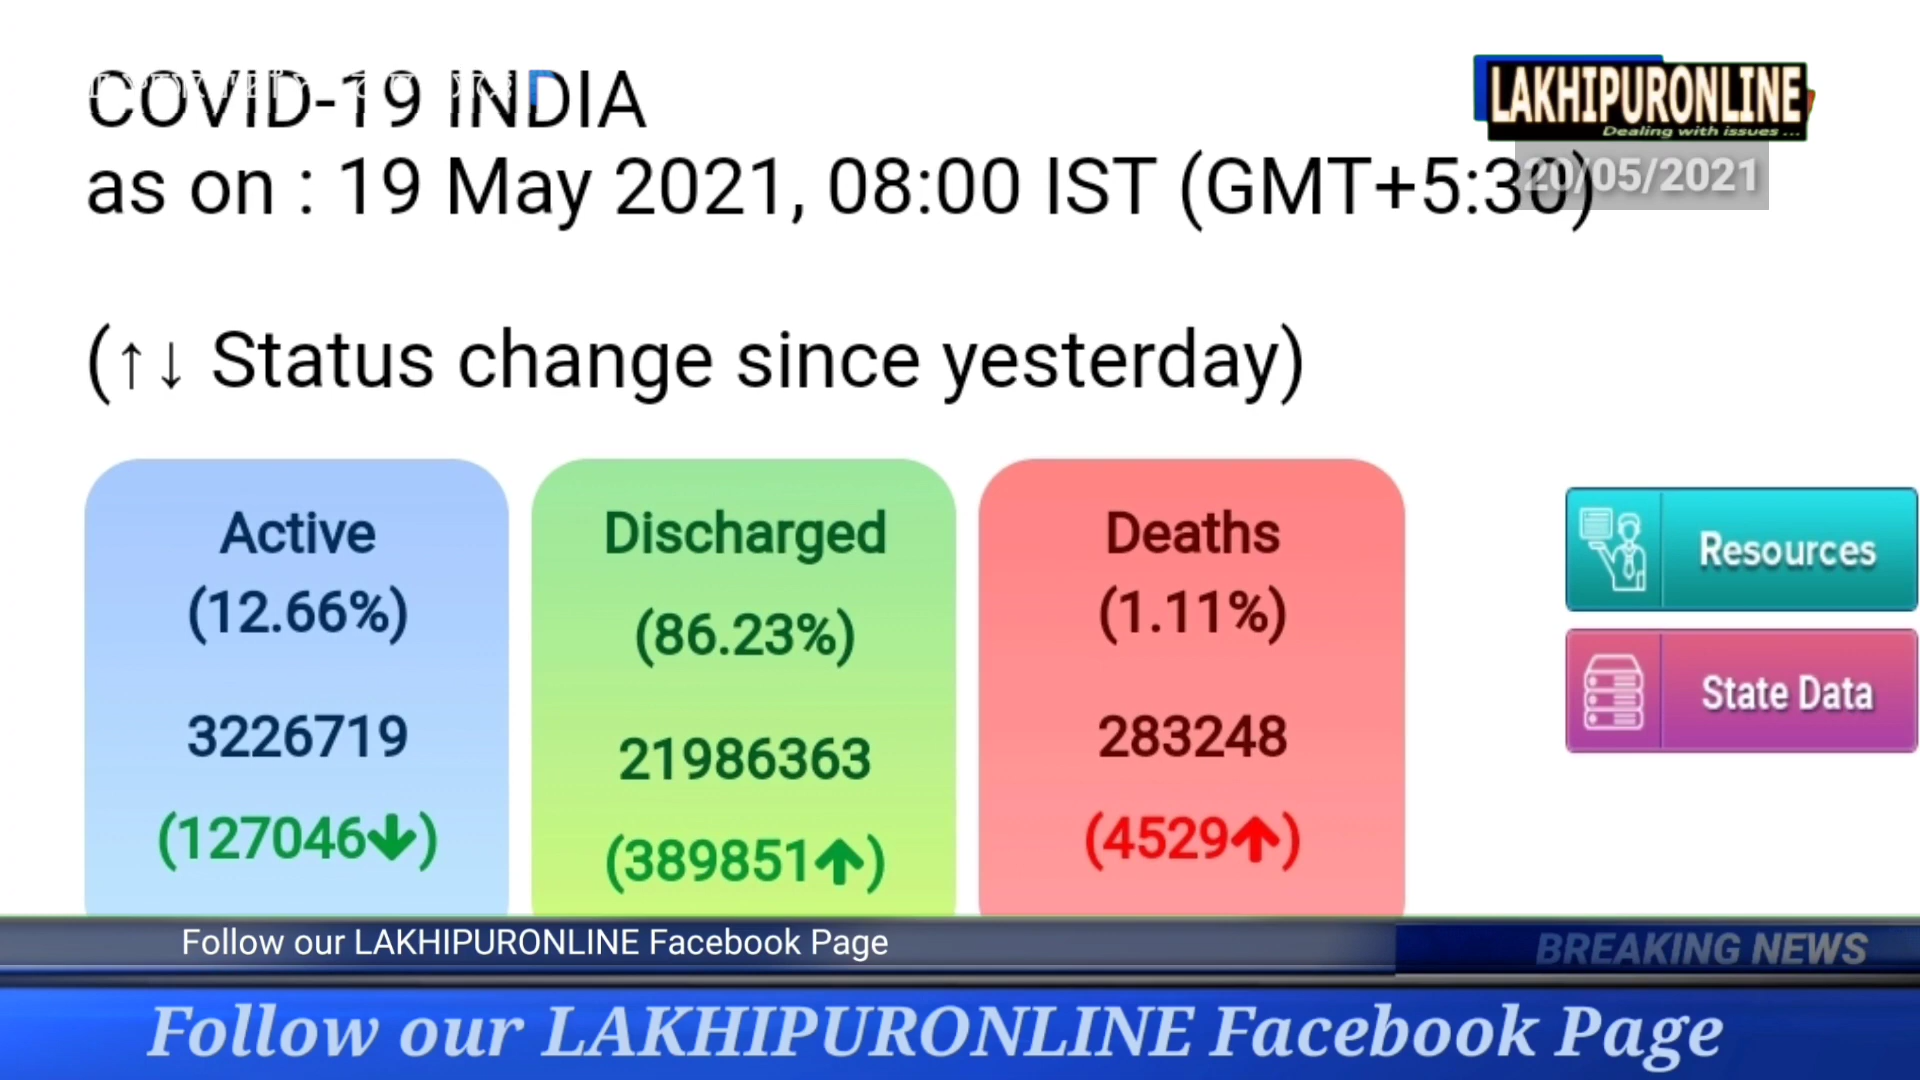 COVID-19 INDIA
as on : 19 May 2021, 08:00 IST (GMT+5:30)
(↑↓ Status change since yesterday)
LAKHIPURONLINE
Dealing with issues ...
20/05/2021
Active
(12.66%)
3226719
(127046↓)
Discharged
(86.23%)
21986363
(389851↑)
Deaths
(1.11%)
283248
(4529↑)
Resources
State Data
Follow our LAKHIPURONLINE Facebook Page
BREAKING NEWS
Follow our LAKHIPURONLINE Facebook Page